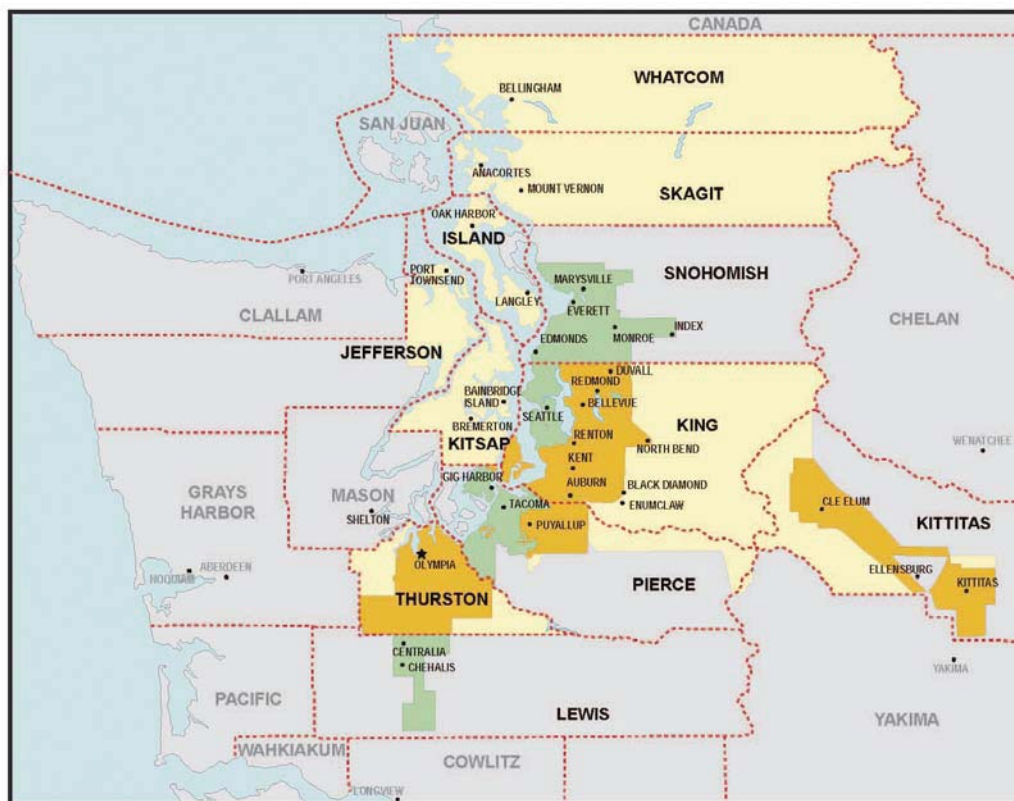 CANADA
WHATCOM
BELLINGHAM
SAN JUAN
ANACORTES
MOUNT VERNON
SKAGIT
OAK HARBOR
ISLAND
PORT
TOWNSEND
PORT ANGELES
CLALLAM
LANGLEY
MARYSVILLE
EVERETT
SNOHOMISH
CHELAN
EDMONDS
MONROE
INDEX
JEFFERSON
DUVALL
REDMOND
BELLEVUE
BAINBRIDGE
ISLAND
SEATTLE
BREMERTON
KITSAP
KING
RENTON
NORTH BEND
WENATCHEE
KENT
GIG HARBOR
AUBURN
BLACK DIAMOND
ENUMCLAW
GRAYS
HARBOR
MASON
SHELTON
TACOMA
PUYALLUP
CLE ELUM
KITTITAS
OLYMPIA
HOQUIAM
ABERDEEN
THURSTON
PIERCE
ELLENSBURG
KITTITAS
CENTRALIA
CHEHALIS
YAKIMA
PACIFIC
LEWIS
YAKIMA
WAHKIAKUM
COWLITZ
LONGVIEW